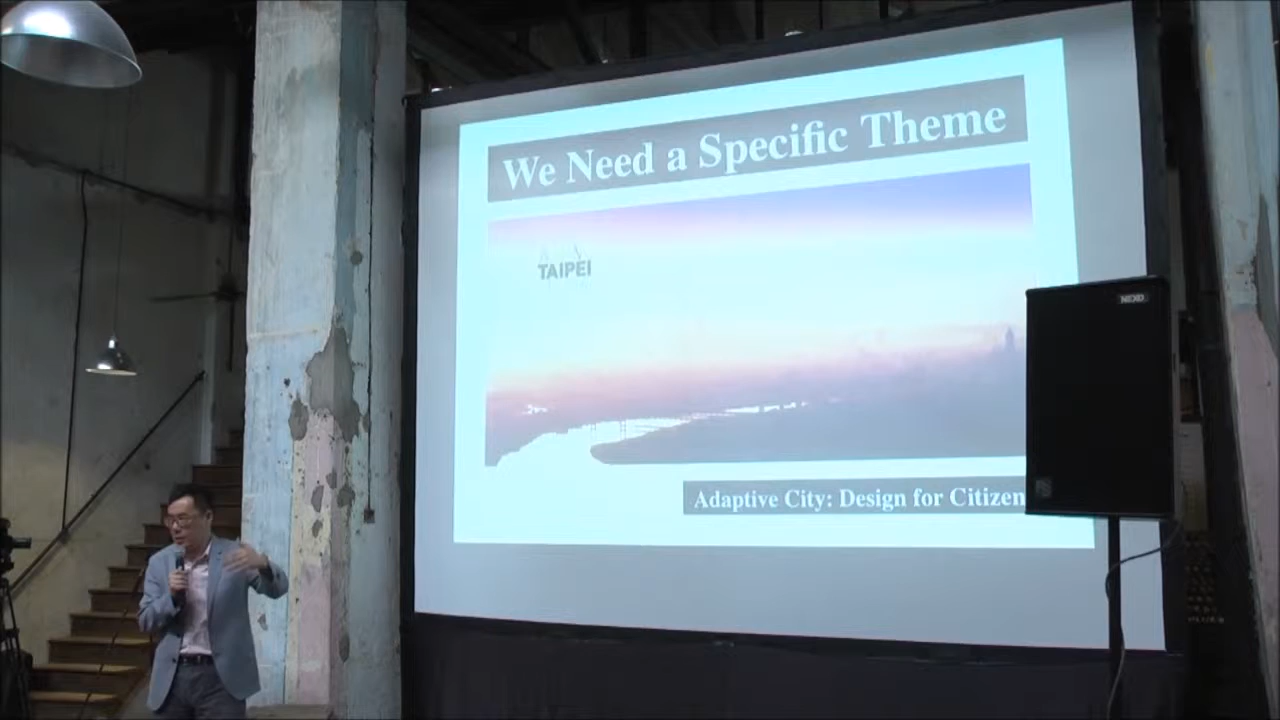 We Need a Specific Theme
TAIPEI
Adaptive City: Design for Citizen
NEXO